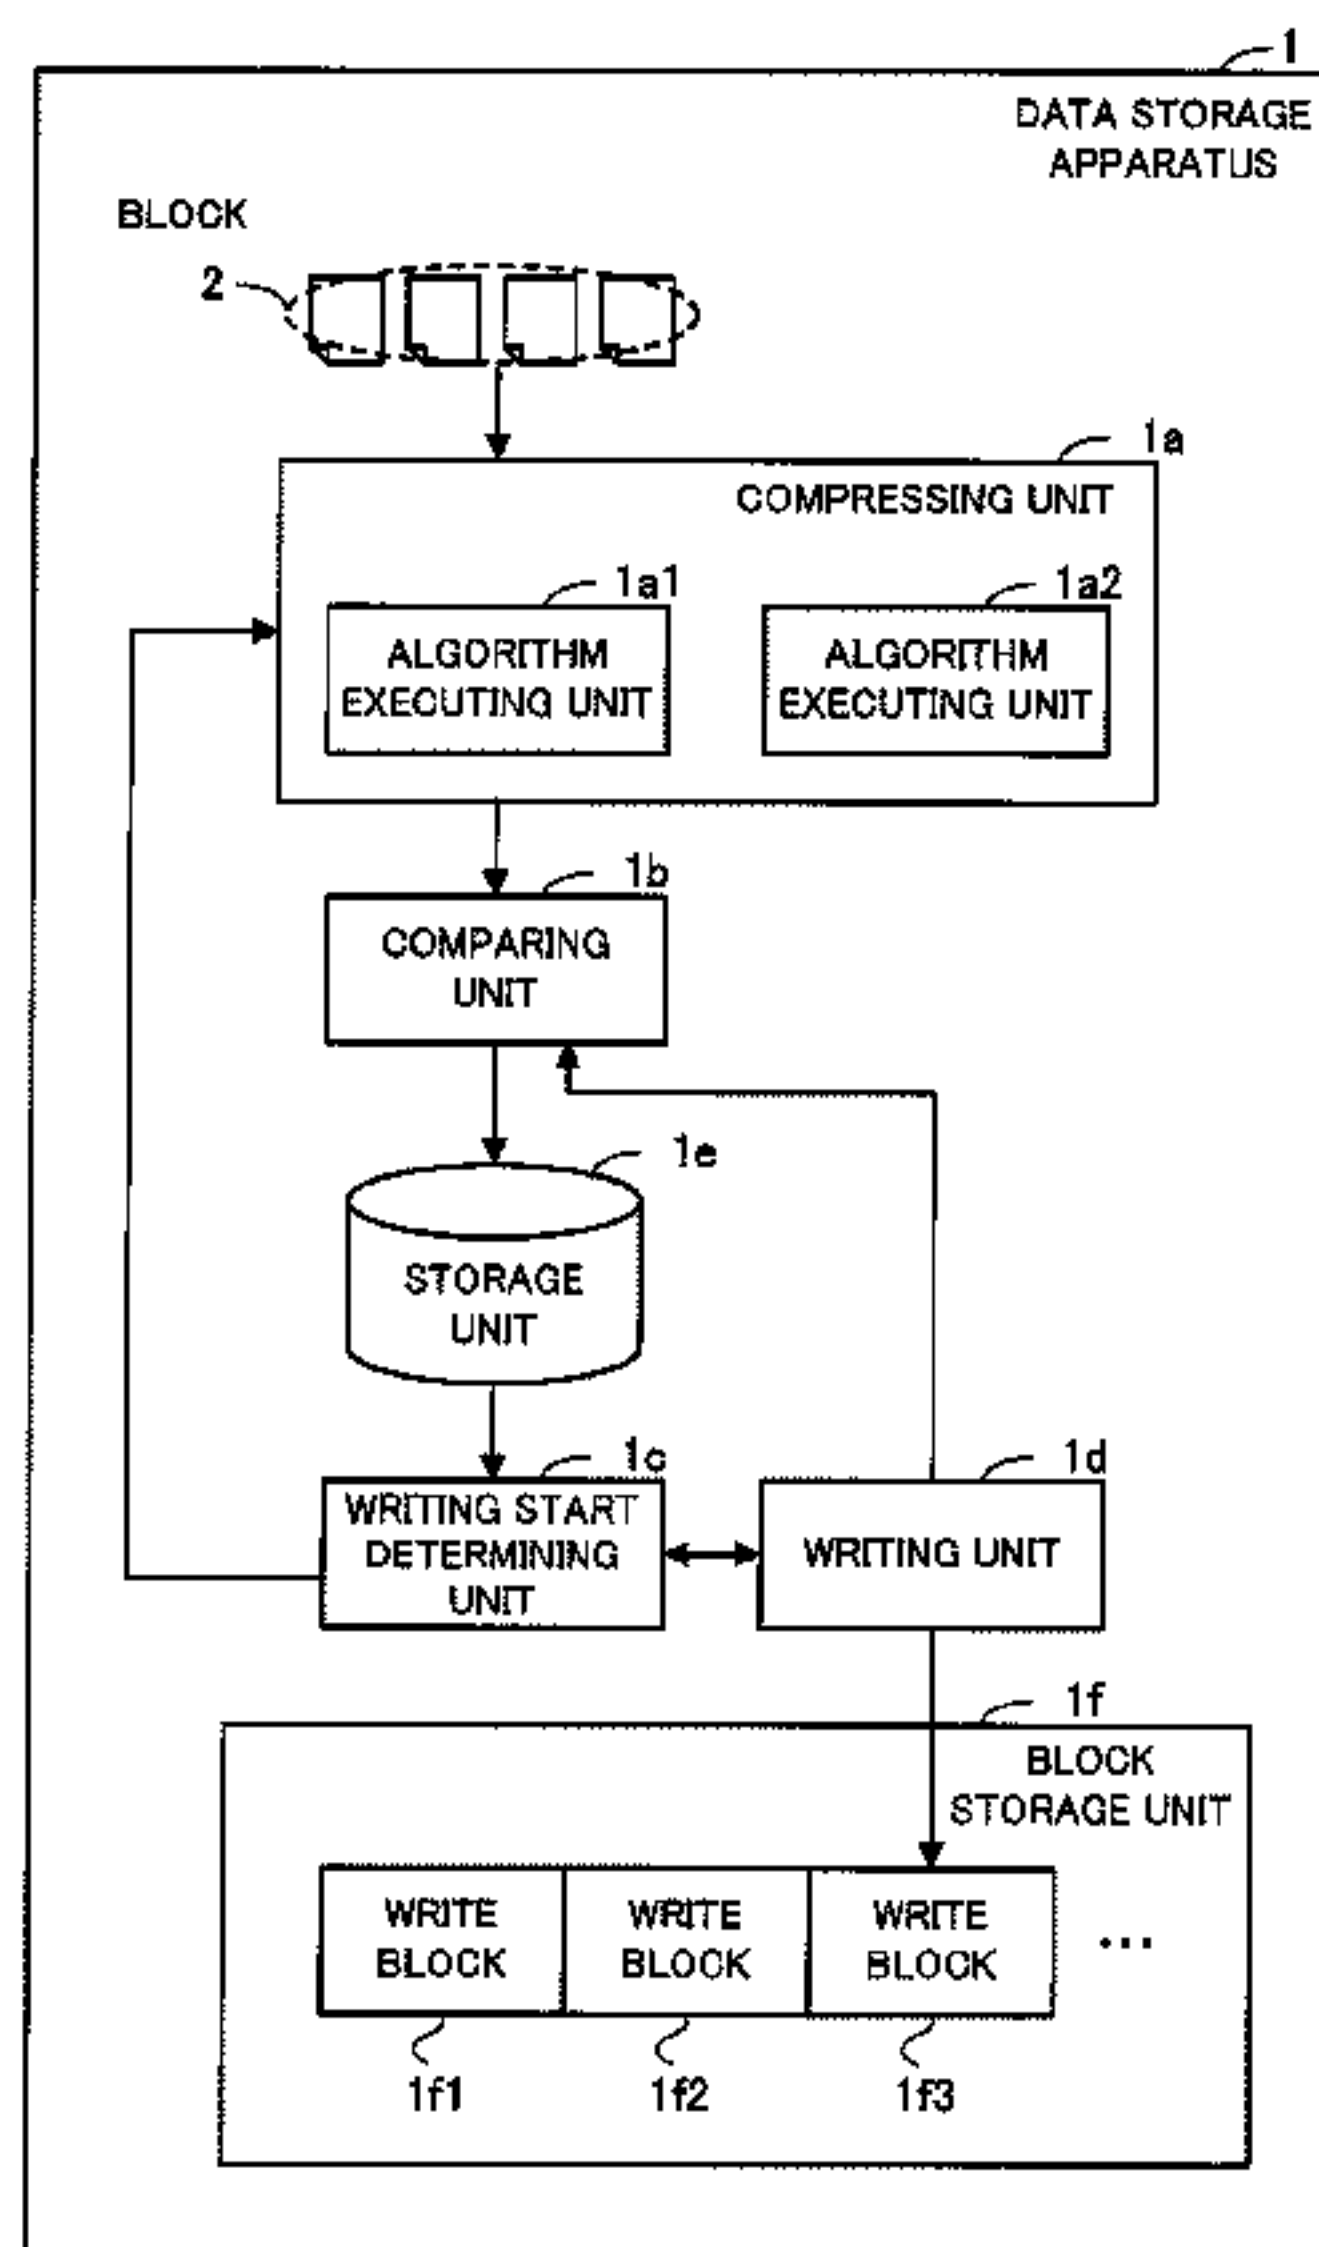 1
DATA STORAGE
APPARATUS
BLOCK
2
1a
COMPRESSING UNIT
1a1
1a2
ALGORITHM
EXECUTING UNIT
ALGORITHM
EXECUTING UNIT
1b
COMPARING
UNIT
1e
STORAGE
UNIT
1c
WRITING START
DETERMINING
UNIT
1d
WRITING UNIT
1f
BLOCK
STORAGE UNIT
WRITE
BLOCK
WRITE
BLOCK
WRITE
BLOCK
...
1f1
1f2
1f3